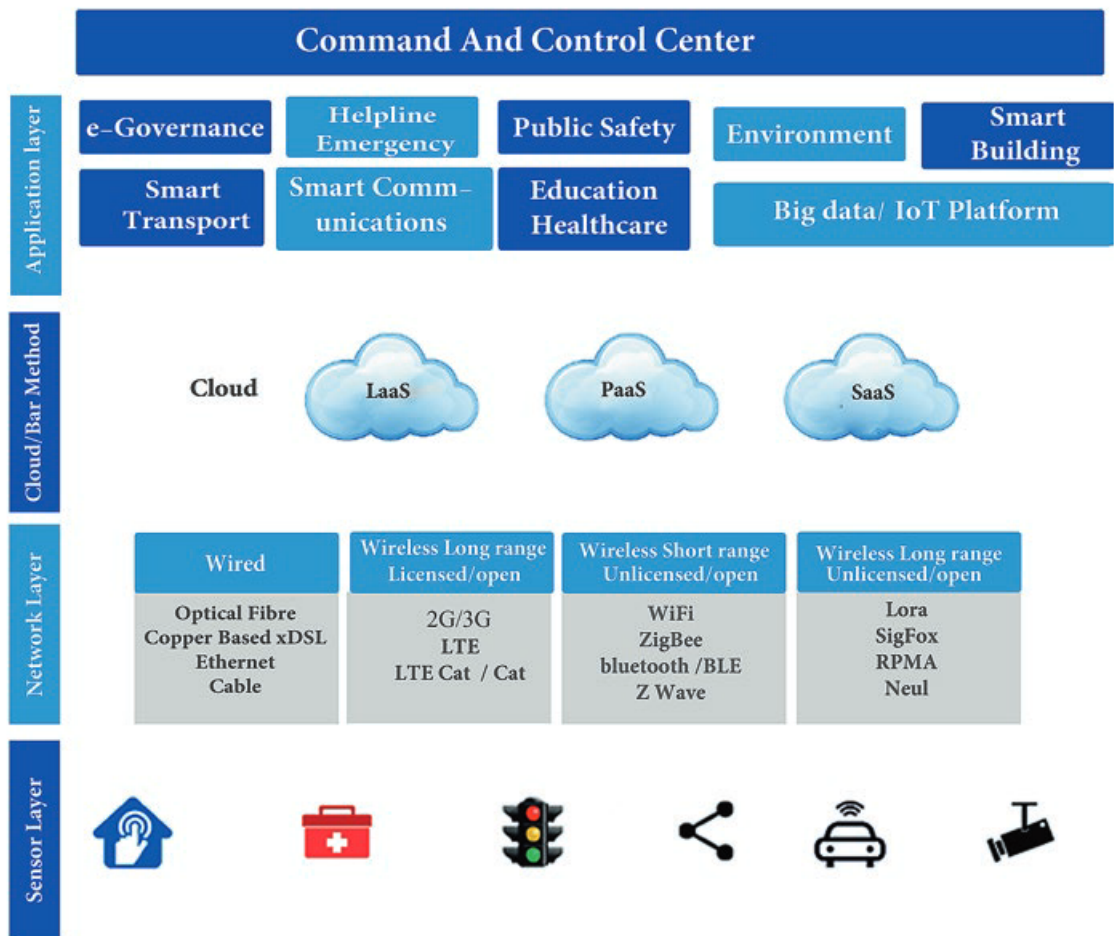 Command And Control Center
Application layer
e-Governance
Helpline
Emergency
Public Safety
Environment
Smart
Building
Smart
Transport
Smart Comm-
unications
Education
Healthcare
Big data/ IoT Platform
Cloud/Bar Method
Cloud
LaaS
PaaS
SaaS
Network Layer
Wired
Optical Fibre
Copper Based xDSL
Ethernet
Cable
Wireless Long range
Licensed/open
2G/3G
LTE
LTE Cat / Cat
Wireless Short range
Unlicensed/open
WiFi
ZigBee
bluetooth /BLE
Z Wave
Wireless Long range
Unlicensed/open
Lora
SigFox
RPMA
Neul
Sensor Layer